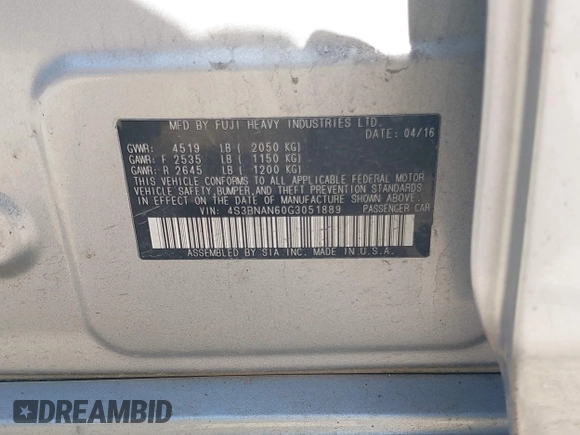 MFD BY FUJI HEAVY INDUSTRIES LTD.
DATE: 04/16
GVWR: 4519 LB ( 2050 KG)
GAWR: F 2535 LB ( 1150 KG)
GAWR: R 2645 LB ( 1200 KG)
THIS VEHICLE CONFORMS TO ALL APPLICABLE FEDERAL MOTOR
VEHICLE SAFETY, BUMPER, AND THEFT PREVENTION STANDARDS
IN EFFECT ON THE DATE OF MANUFACTURE SHOWN ABOVE.
VIN: 4S3BNAN60G3051889 PASSENGER CAR
ASSEMBLED BY SIA INC. MADE IN U.S.A.
DREAMBID